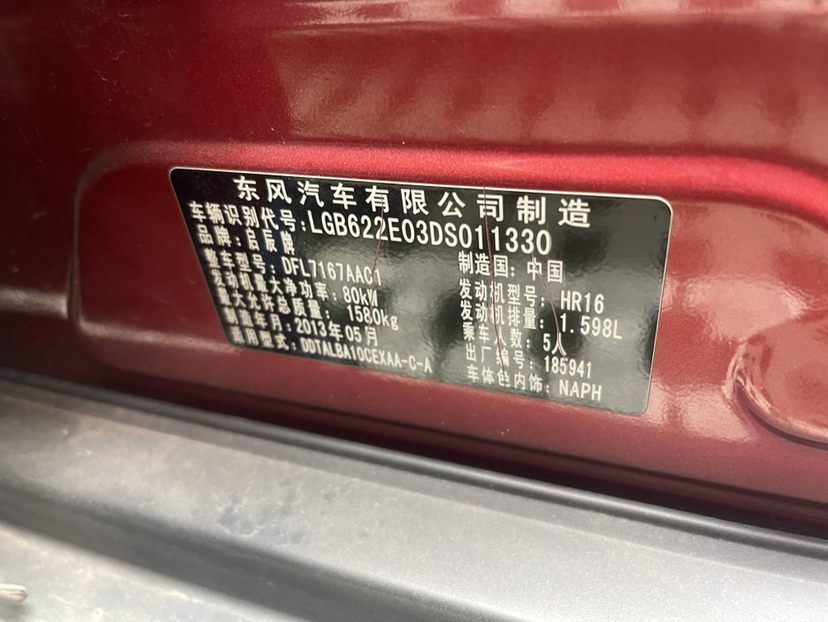 东风汽车有限公司制造
车辆识别代号:LGB622E03DS011330
品牌:启辰牌 制造国:中国
整车型号:DFL7167AAC1 发动机型号:HR16
发动机最大净功率:80kW 发动机排量:1.598L
最大允许总质量:1580kg 乘车人数:5人
制造年月:2013年05月 出厂编号:185941
适用型式:DDTALBA10CEXAA-C-A 车体色内饰:NAPH